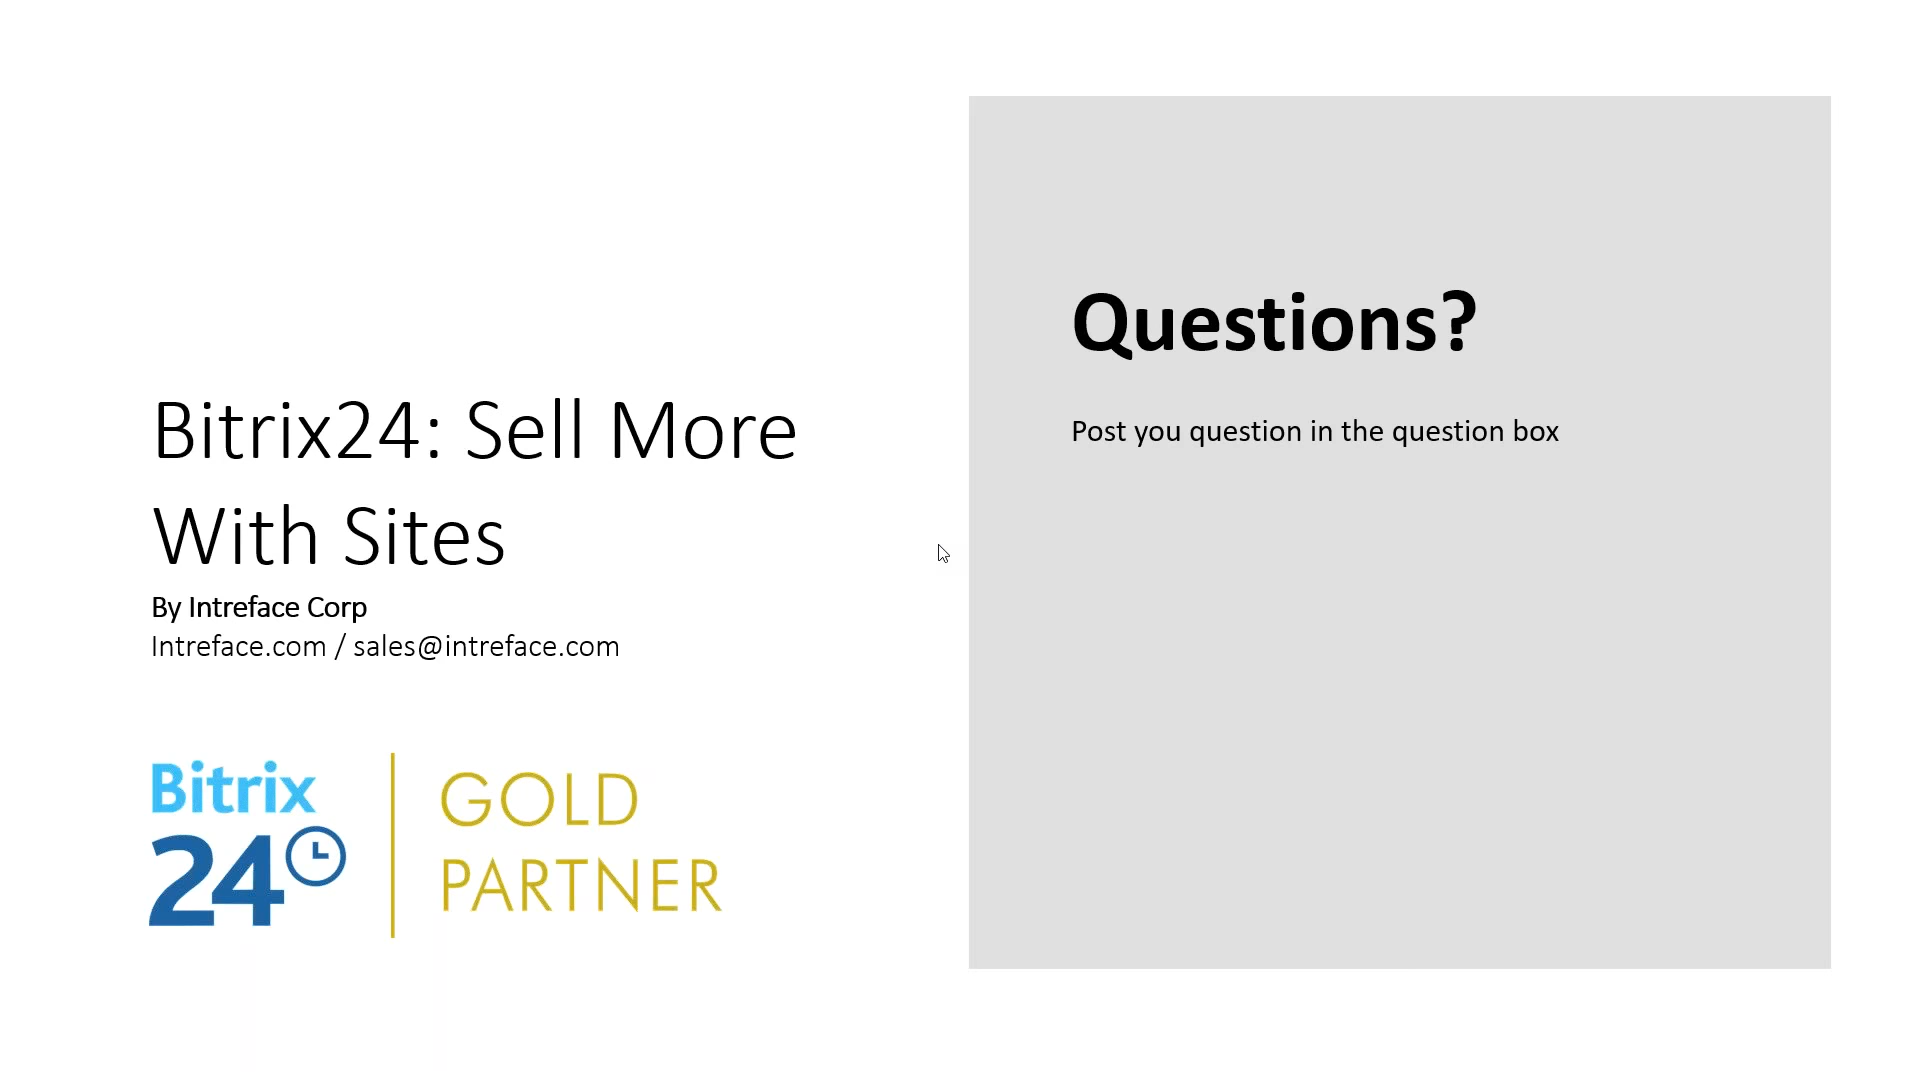 Bitrix24: Sell More
With Sites
By Intreface Corp
Intreface.com / sales@intreface.com
Bitrix
24
GOLD
PARTNER
Questions?
Post you question in the question box